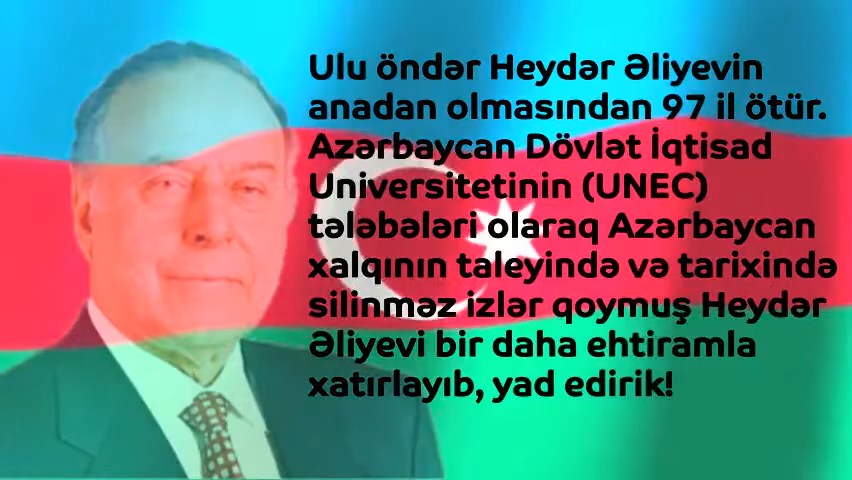 Ulu öndər Heydər Əliyevin
anadan olmasından 97 il ötür.
Azərbaycan Dövlət İqtisad
Universitetinin (UNEC)
tələbələri olaraq Azərbaycan
xalqının taleyində və tarixində
silinməz izlər qoymuş Heydər
Əliyevi bir daha ehtiramla
xatırlayıb, yad edirik!